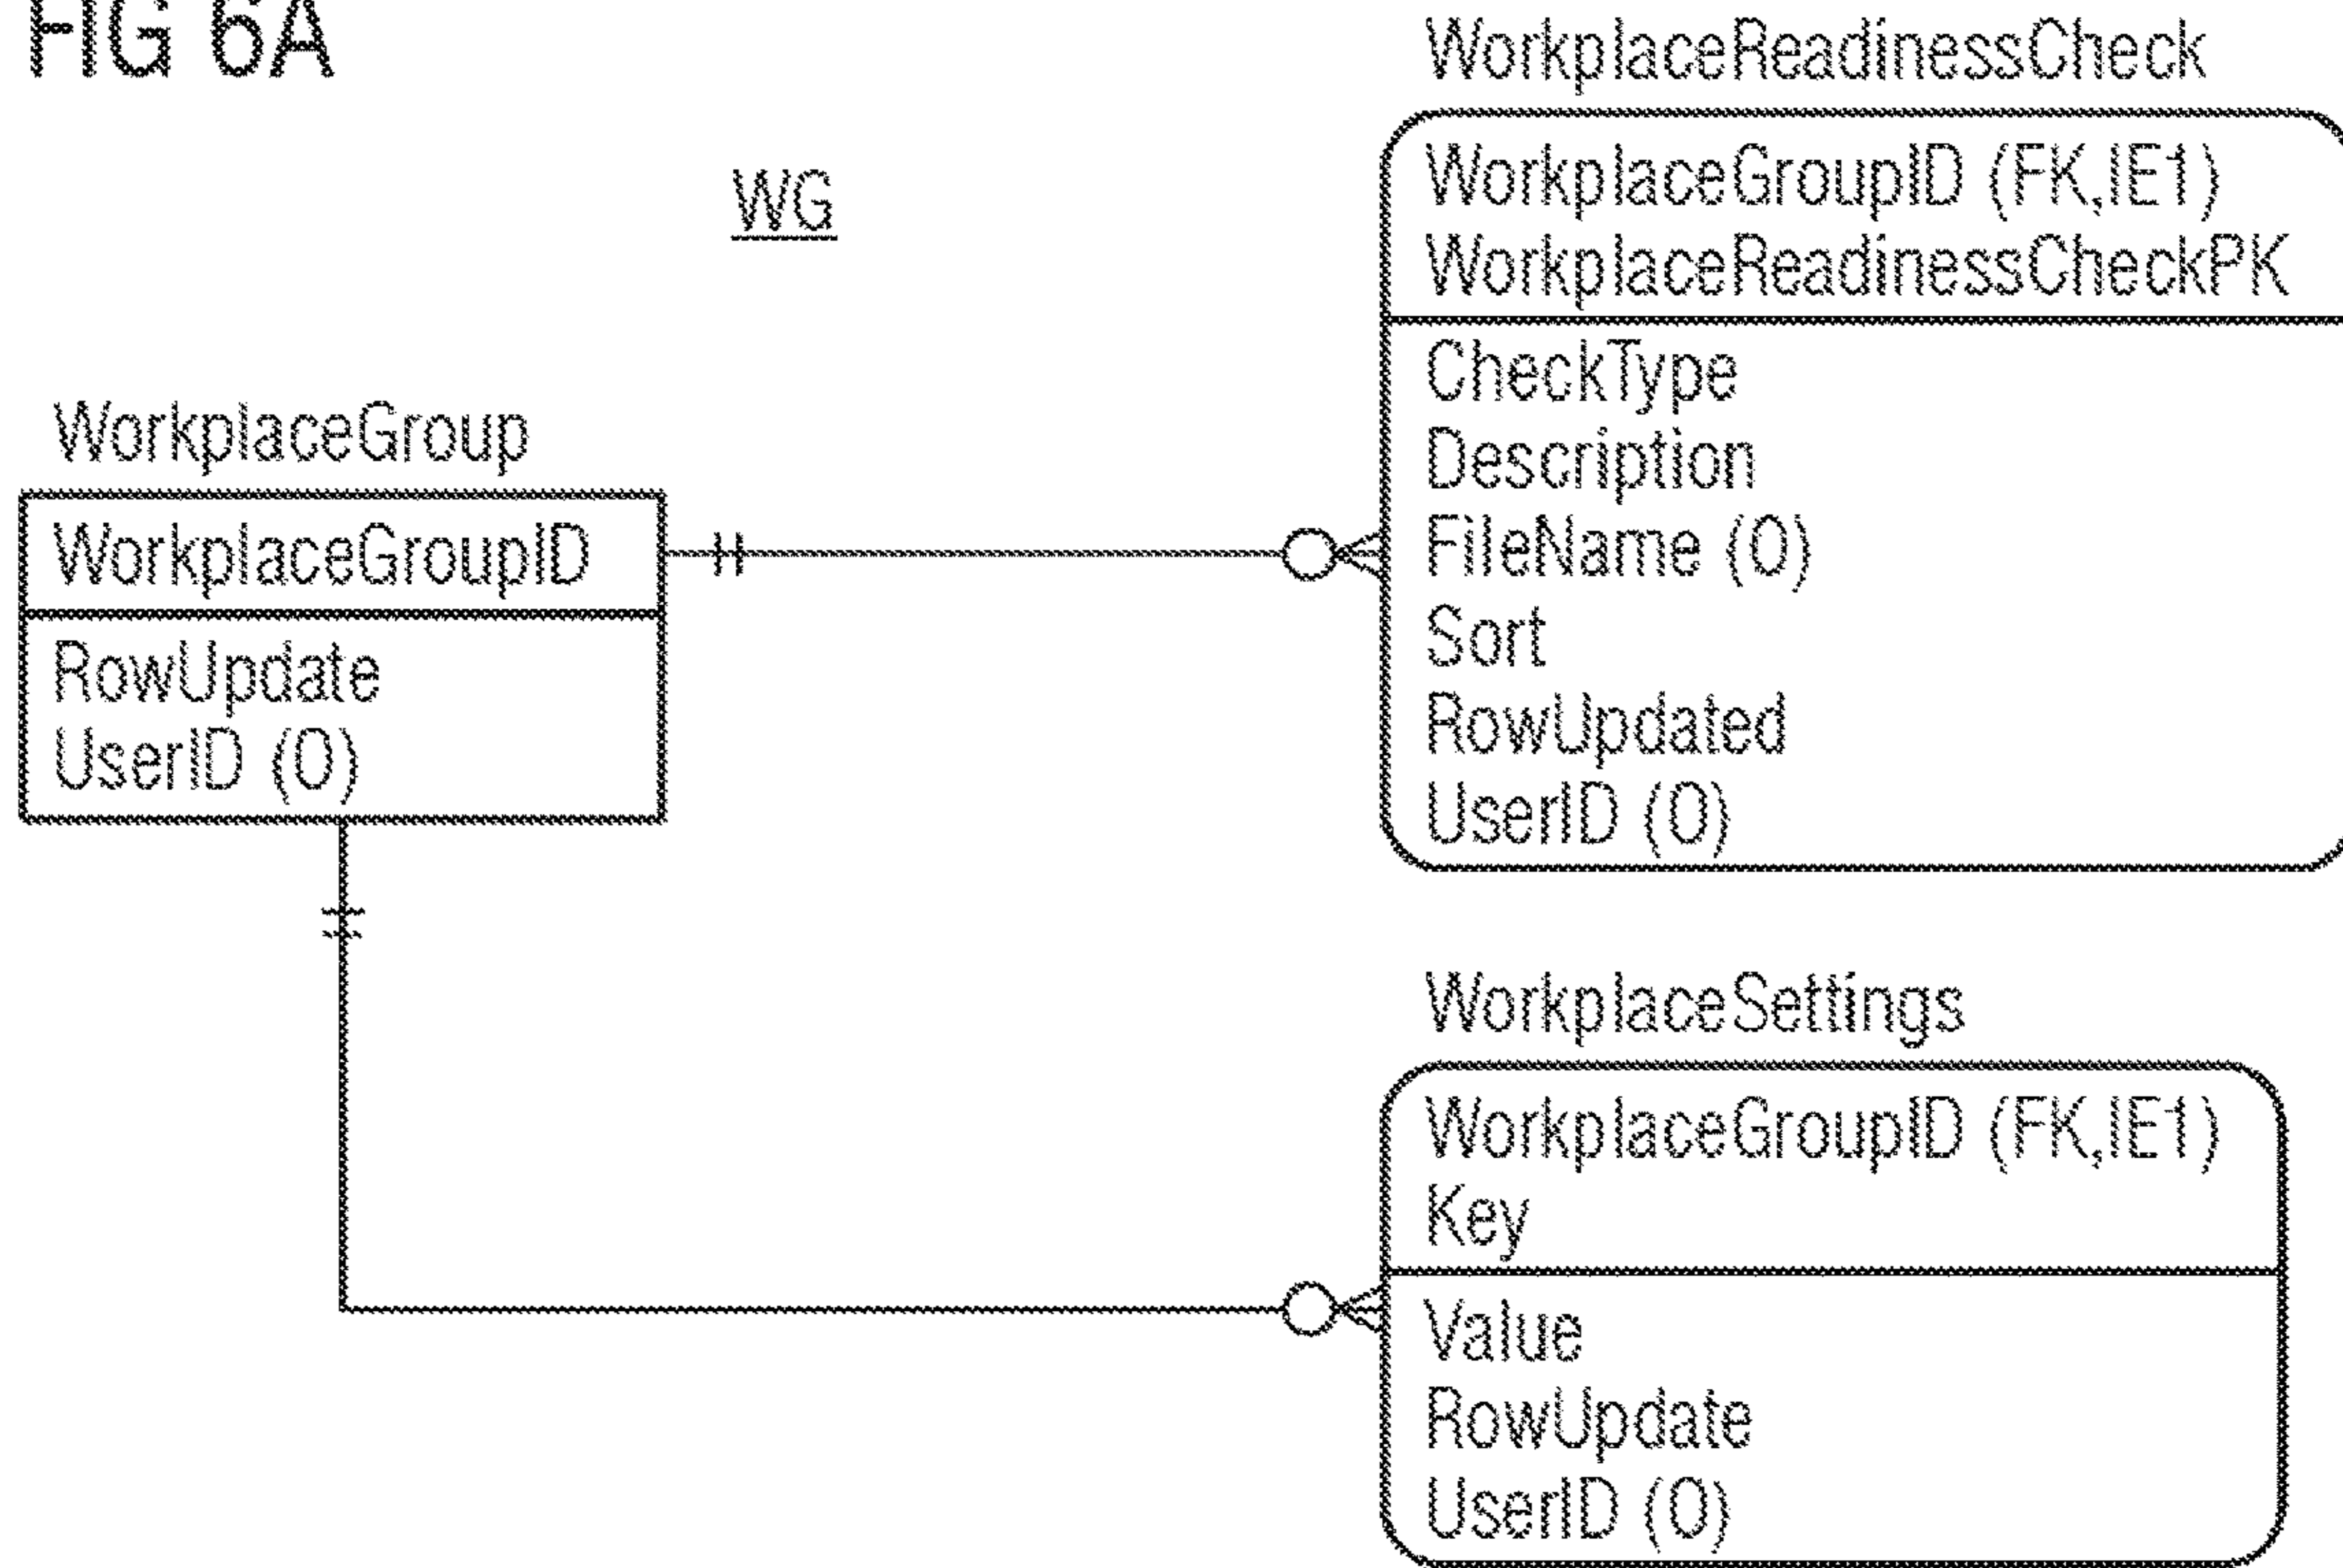 FIG 6A
WG
WorkplaceReadinessCheck
WorkplaceGroupID (FK,IE1)
WorkplaceReadinessCheckPK
CheckType
Description
FileName (O)
Sort
RowUpdated
UserID (O)
WorkplaceGroup
WorkplaceGroupID
RowUpdate
UserID (O)
WorkplaceSettings
WorkplaceGroupID (FK,IE1)
Key
Value
RowUpdate
UserID (O)